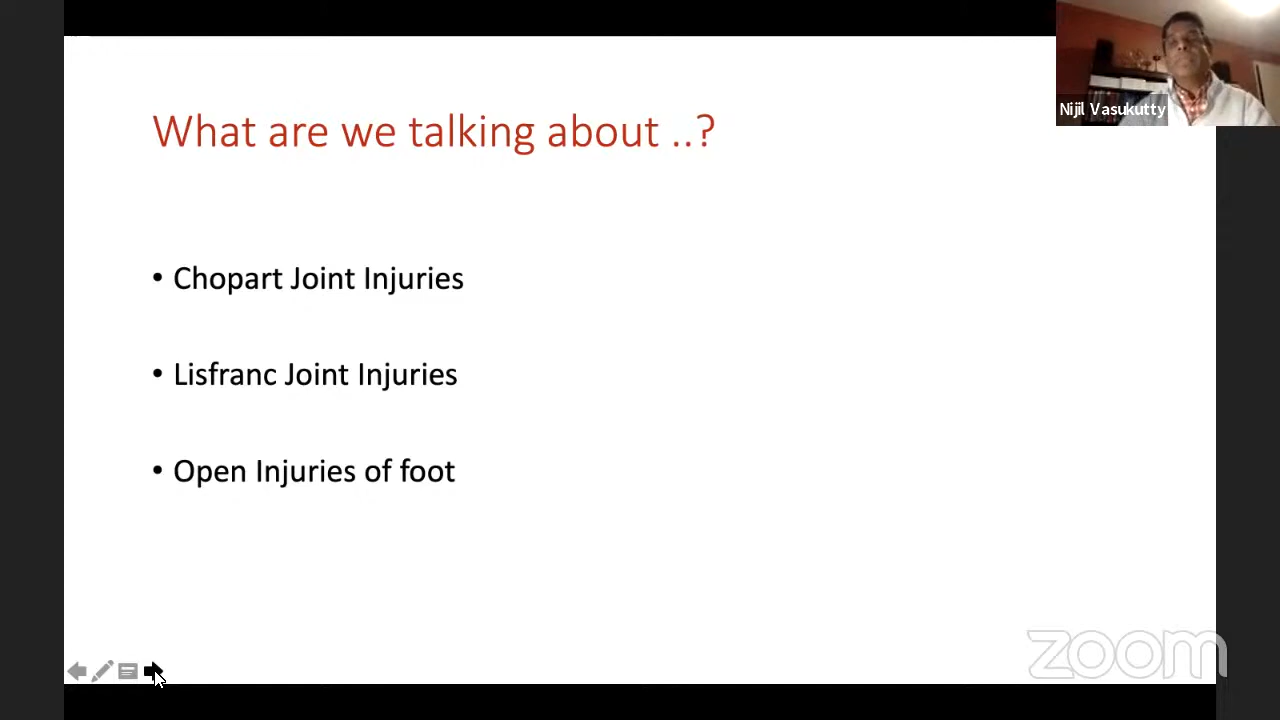 What are we talking about ..?
Nijil Vasukutty
• Chopart Joint Injuries
• Lisfranc Joint Injuries
• Open Injuries of foot
zoom